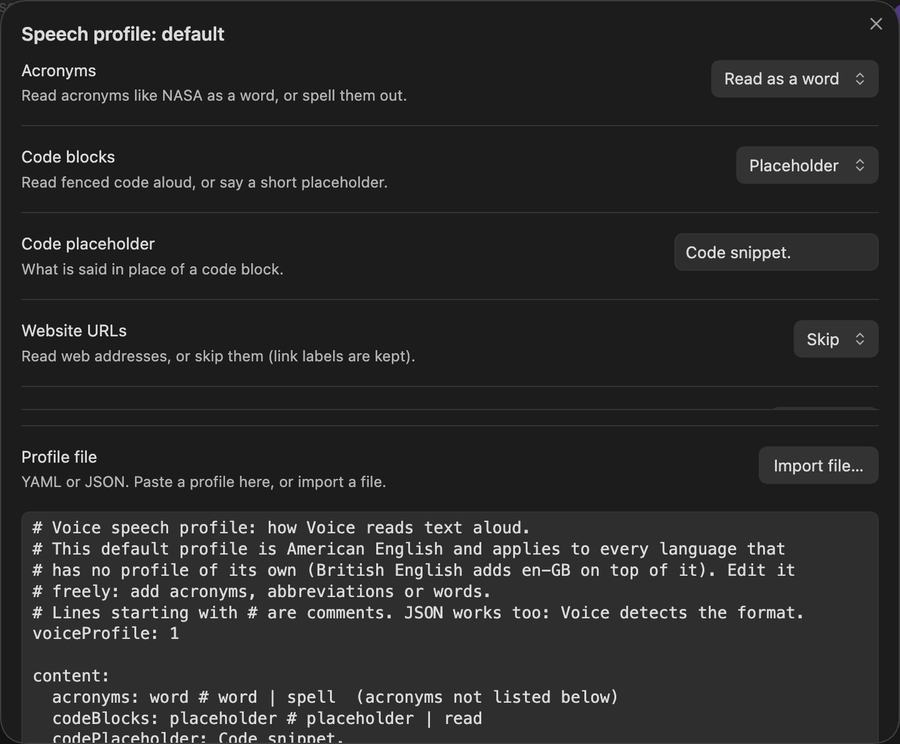 Speech profile: default
Acronyms
Read acronyms like NASA as a word, or spell them out.
Read as a word
Code blocks
Read fenced code aloud, or say a short placeholder.
Placeholder
Code placeholder
What is said in place of a code block.
Code snippet.
Website URLs
Read web addresses, or skip them (link labels are kept).
Skip
Profile file
YAML or JSON. Paste a profile here, or import a file.
Import file...
# Voice speech profile: how Voice reads text aloud.
# This default profile is American English and applies to every language that
# has no profile of its own (British English adds en-GB on top of it). Edit it
# freely: add acronyms, abbreviations or words.
# Lines starting with # are comments. JSON works too: Voice detects the format.
voiceProfile: 1
content:
  acronyms: word # word | spell  (acronyms not listed below)
  codeBlocks: placeholder # placeholder | read
  codePlaceholder: Code snippet.